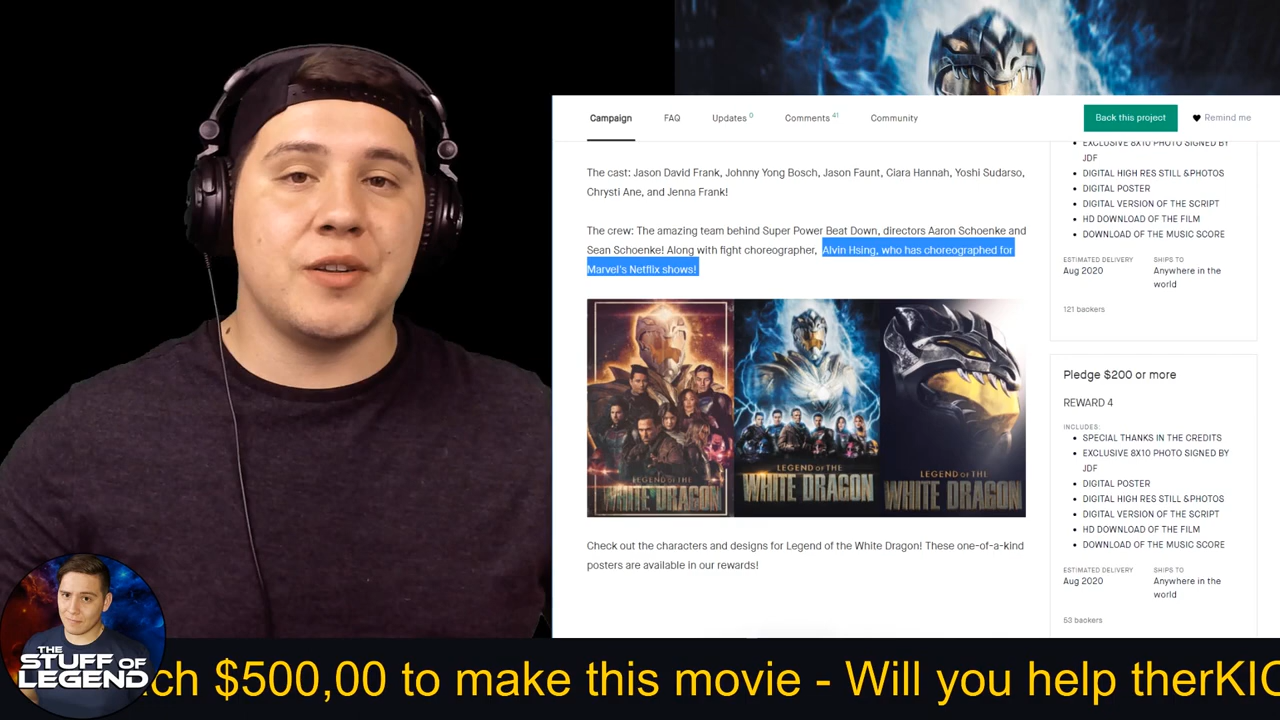 Campaign
FAQ
Updates 0
Comments 41
Community
Back this project
Remind me
The cast: Jason David Frank, Johnny Yong Bosch, Jason Faunt, Ciara Hannah, Yoshi Sudarso,
Chrysti Ane, and Jenna Frank!
The crew: The amazing team behind Super Power Beat Down, directors Aaron Schoenke and
Sean Schoenke! Along with fight choreographer, Alvin Hsing, who has choreographed for
Marvel's Netflix shows!
LEGEND OF THE
WHITE DRAGON
LEGEND OF THE
WHITE DRAGON
LEGEND OF THE
WHITE DRAGON
Check out the characters and designs for Legend of the White Dragon! These one-of-a-kind
posters are available in our rewards!
EXCLUSIVE 8X10 PHOTO SIGNED BY
JDF
DIGITAL HIGH RES STILL &PHOTOS
DIGITAL POSTER
DIGITAL VERSION OF THE SCRIPT
HD DOWNLOAD OF THE FILM
DOWNLOAD OF THE MUSIC SCORE
ESTIMATED DELIVERY
Aug 2020
SHIPS TO
Anywhere in the
world
121 backers
Pledge $200 or more
REWARD 4
INCLUDES:
SPECIAL THANKS IN THE CREDITS
EXCLUSIVE 8X10 PHOTO SIGNED BY
JDF
DIGITAL POSTER
DIGITAL HIGH RES STILL &PHOTOS
DIGITAL VERSION OF THE SCRIPT
HD DOWNLOAD OF THE FILM
DOWNLOAD OF THE MUSIC SCORE
ESTIMATED DELIVERY
Aug 2020
SHIPS TO
Anywhere in the
world
53 backers
THE
STUFF OF
LEGEND
ch $500,00 to make this movie - Will you help therKIC